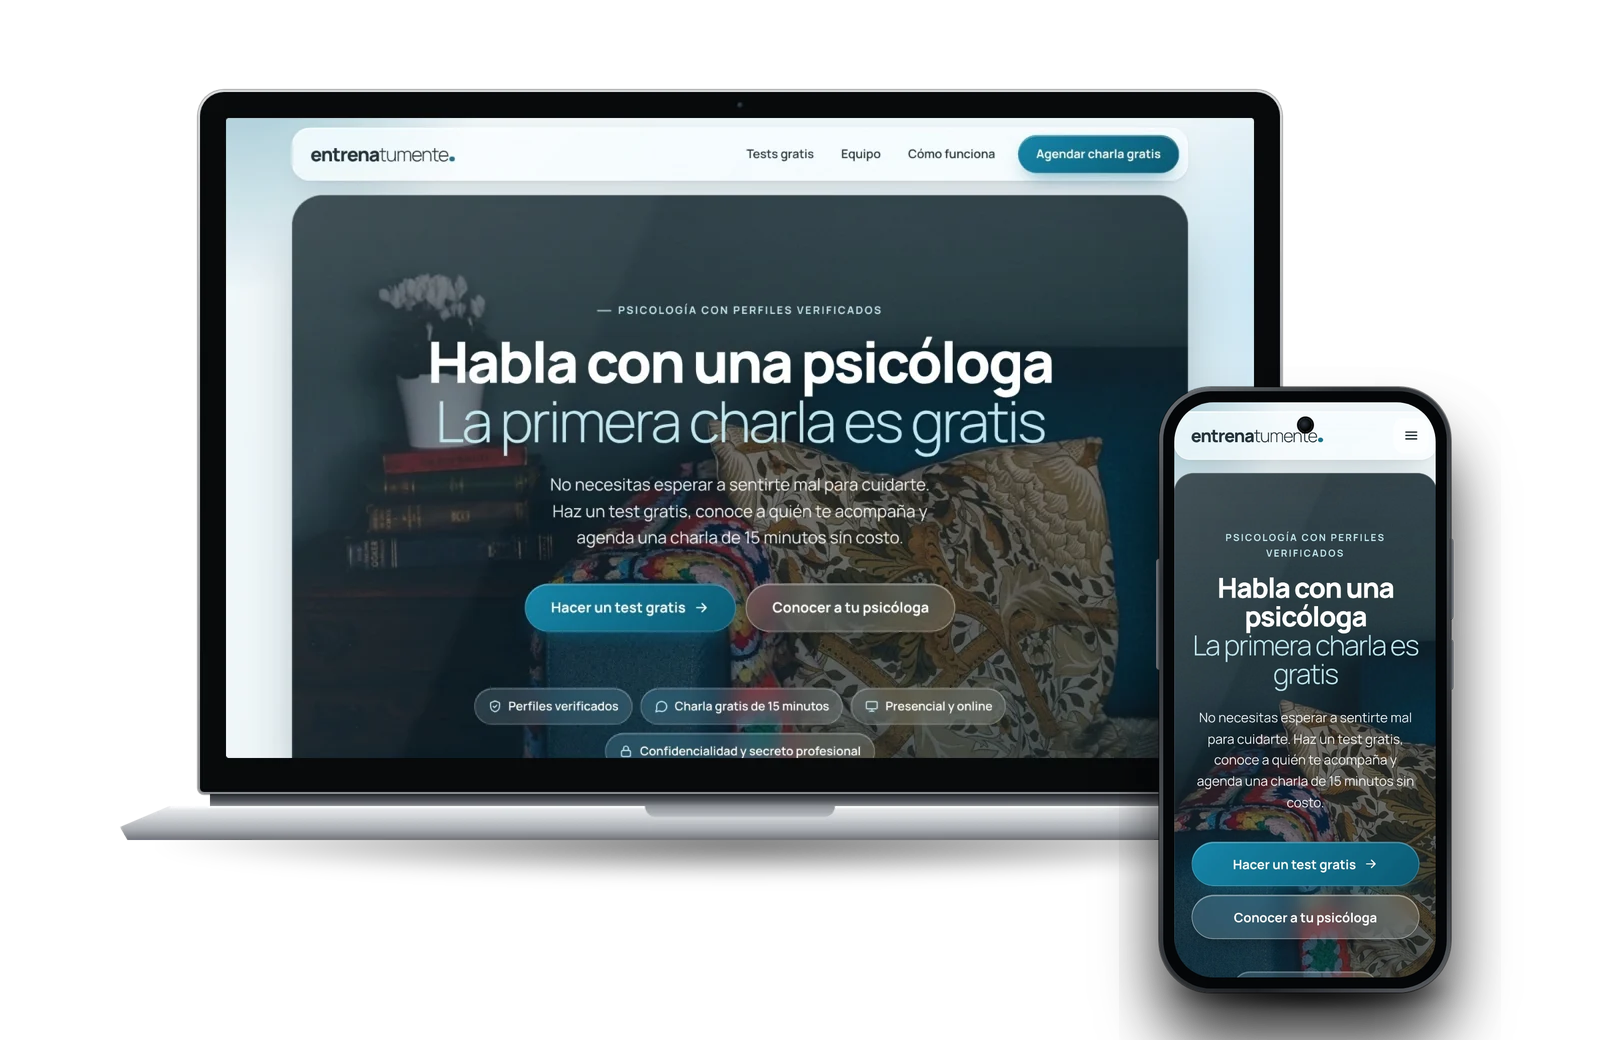 entrenatumente.
Tests gratis
Equipo
Cómo funciona
Agendar charla gratis
— PSICOLOGÍA CON PERFILES VERIFICADOS
Habla con una psicóloga
La primera charla es gratis
No necesitas esperar a sentirte mal para cuidarte.
Haz un test gratis, conoce a quién te acompaña y
agenda una charla de 15 minutos sin costo.
Hacer un test gratis →
Conocer a tu psicóloga
Perfiles verificados
Charla gratis de 15 minutos
Presencial y online
Confidencialidad y secreto profesional
entrenatumente.
PSICOLOGÍA CON PERFILES
VERIFICADOS
Habla con una
psicóloga
La primera charla es
gratis
No necesitas esperar a sentirte mal
para cuidarte. Haz un test gratis,
conoce a quién te acompaña y
agenda una charla de 15 minutos sin
costo.
Hacer un test gratis →
Conocer a tu psicóloga